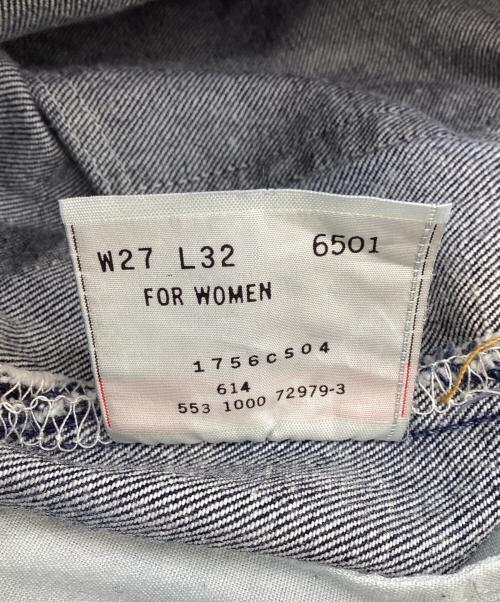 W27 L32 6501
FOR WOMEN
1756CS04
614
553 1000 72979-3